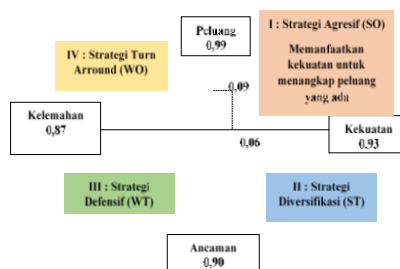 Peluang
0,99
I : Strategi Agresif (SO)
Memanfaatkan
kekuatan untuk
menangkap peluang
yang ada
IV : Strategi Turn
Arround (WO)
0,09
Kelemahan
0,87
Kekuatan
0,93
0,06
III : Strategi
Defensif (WT)
II : Strategi
Diversifikasi (ST)
Ancaman
0,90